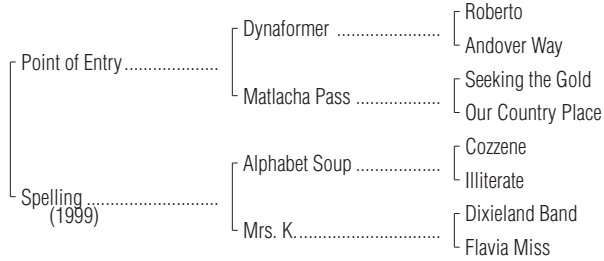 Roberto
Dynaformer ..................
Andover Way
Point of Entry....................
Seeking the Gold
Matlacha Pass ..................
Our Country Place
Cozzene
Alphabet Soup ..................
Illiterate
Spelling ............................
(1999)
Dixieland Band
Mrs. K..............................
Flavia Miss